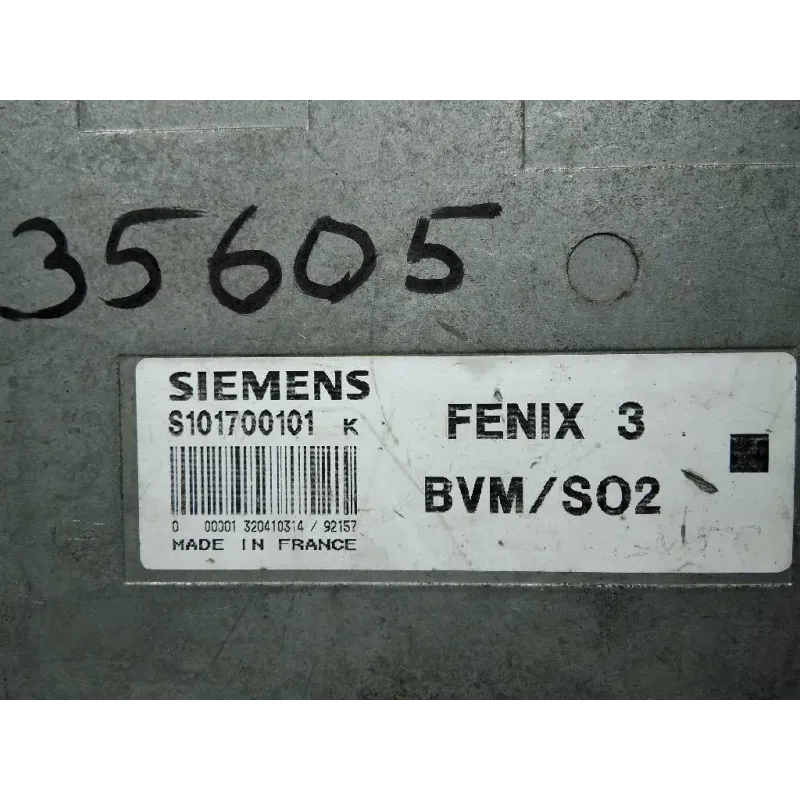 35605
SIEMENS
S101700101 K
FENIX 3
BVM/SO2
0 00001 320410314 / 92157
MADE IN FRANCE